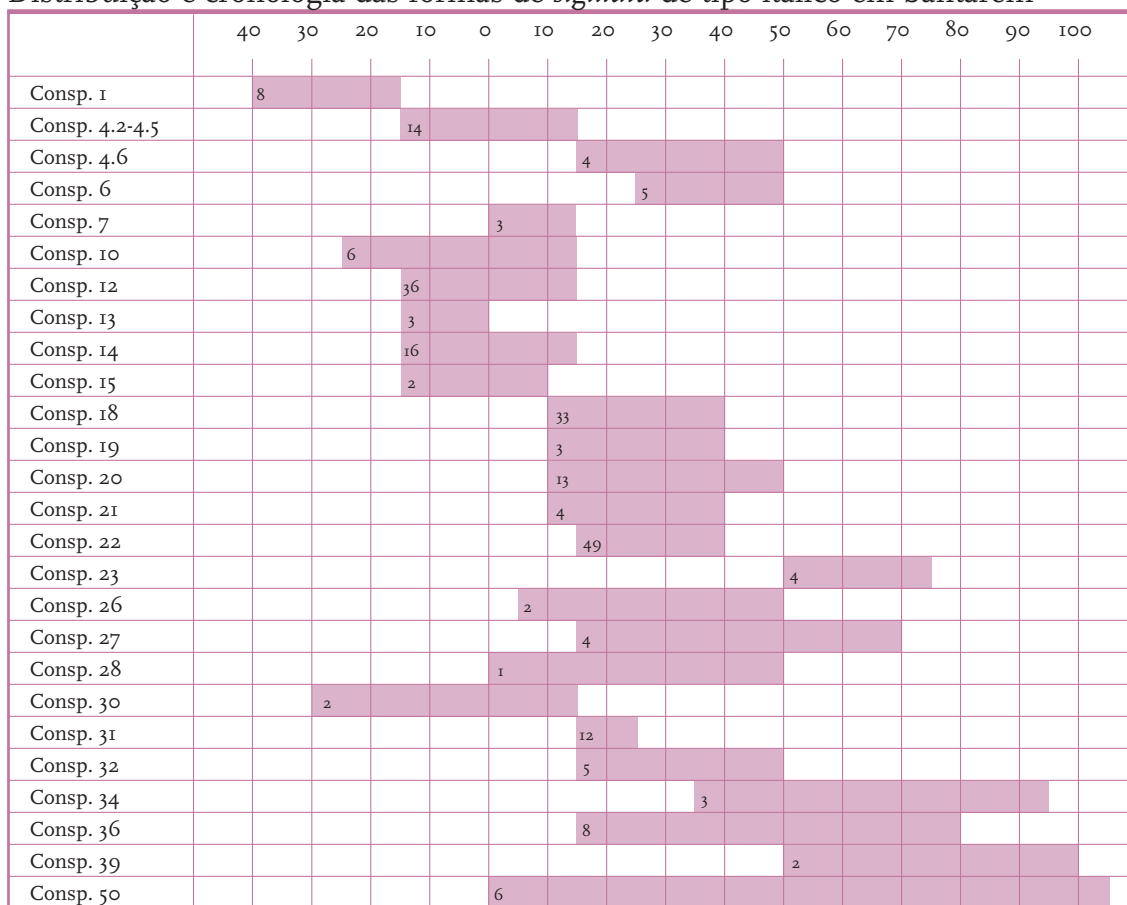 Distribuição e cronologia das formas de sigillata de tipo itálico em Santarém
40 30 20 10 0 10 20 30 40 50 60 70 80 90 100
Consp. 1 8
Consp. 4.2-4.5 14
Consp. 4.6 4
Consp. 6 5
Consp. 7 3
Consp. 10 6
Consp. 12 36
Consp. 13 3
Consp. 14 16
Consp. 15 2
Consp. 18 33
Consp. 19 3
Consp. 20 13
Consp. 21 4
Consp. 22 49
Consp. 23 4
Consp. 26 2
Consp. 27 4
Consp. 28 1
Consp. 30 2
Consp. 31 12
Consp. 32 5
Consp. 34 3
Consp. 36 8
Consp. 39 2
Consp. 50 6